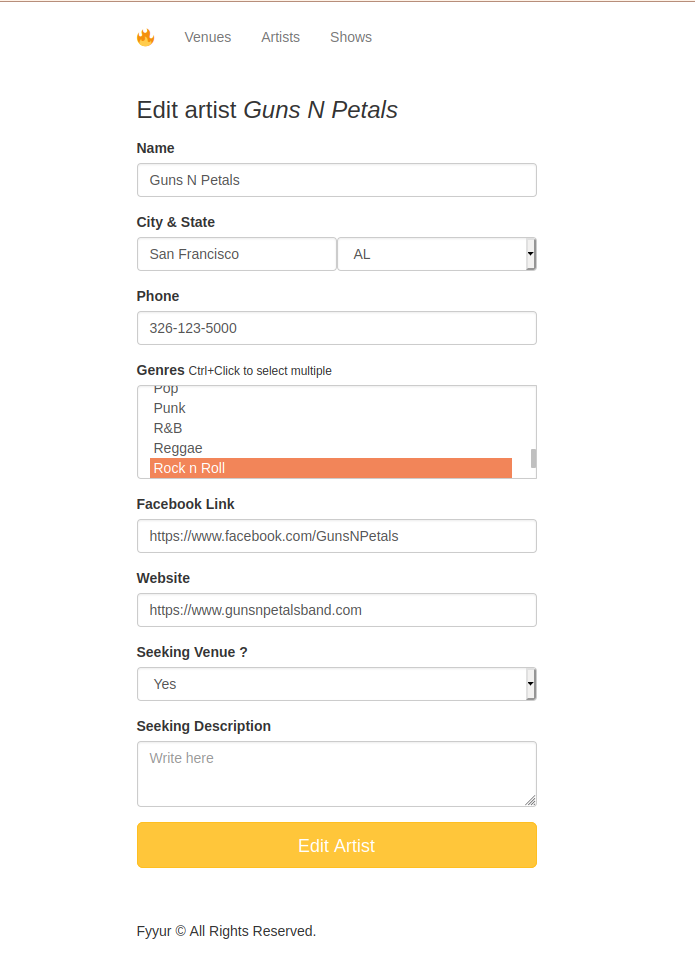 Venues Artists Shows
Edit artist Guns N Petals
Name
Guns N Petals
City & State
San Francisco AL
Phone
326-123-5000
Genres Ctrl+Click to select multiple
Pop
Punk
R&B
Reggae
Rock n Roll
Facebook Link
https://www.facebook.com/GunsNPetals
Website
https://www.gunsnpetalsband.com
Seeking Venue ?
Yes
Seeking Description
Write here
Edit Artist
Fyyur © All Rights Reserved.